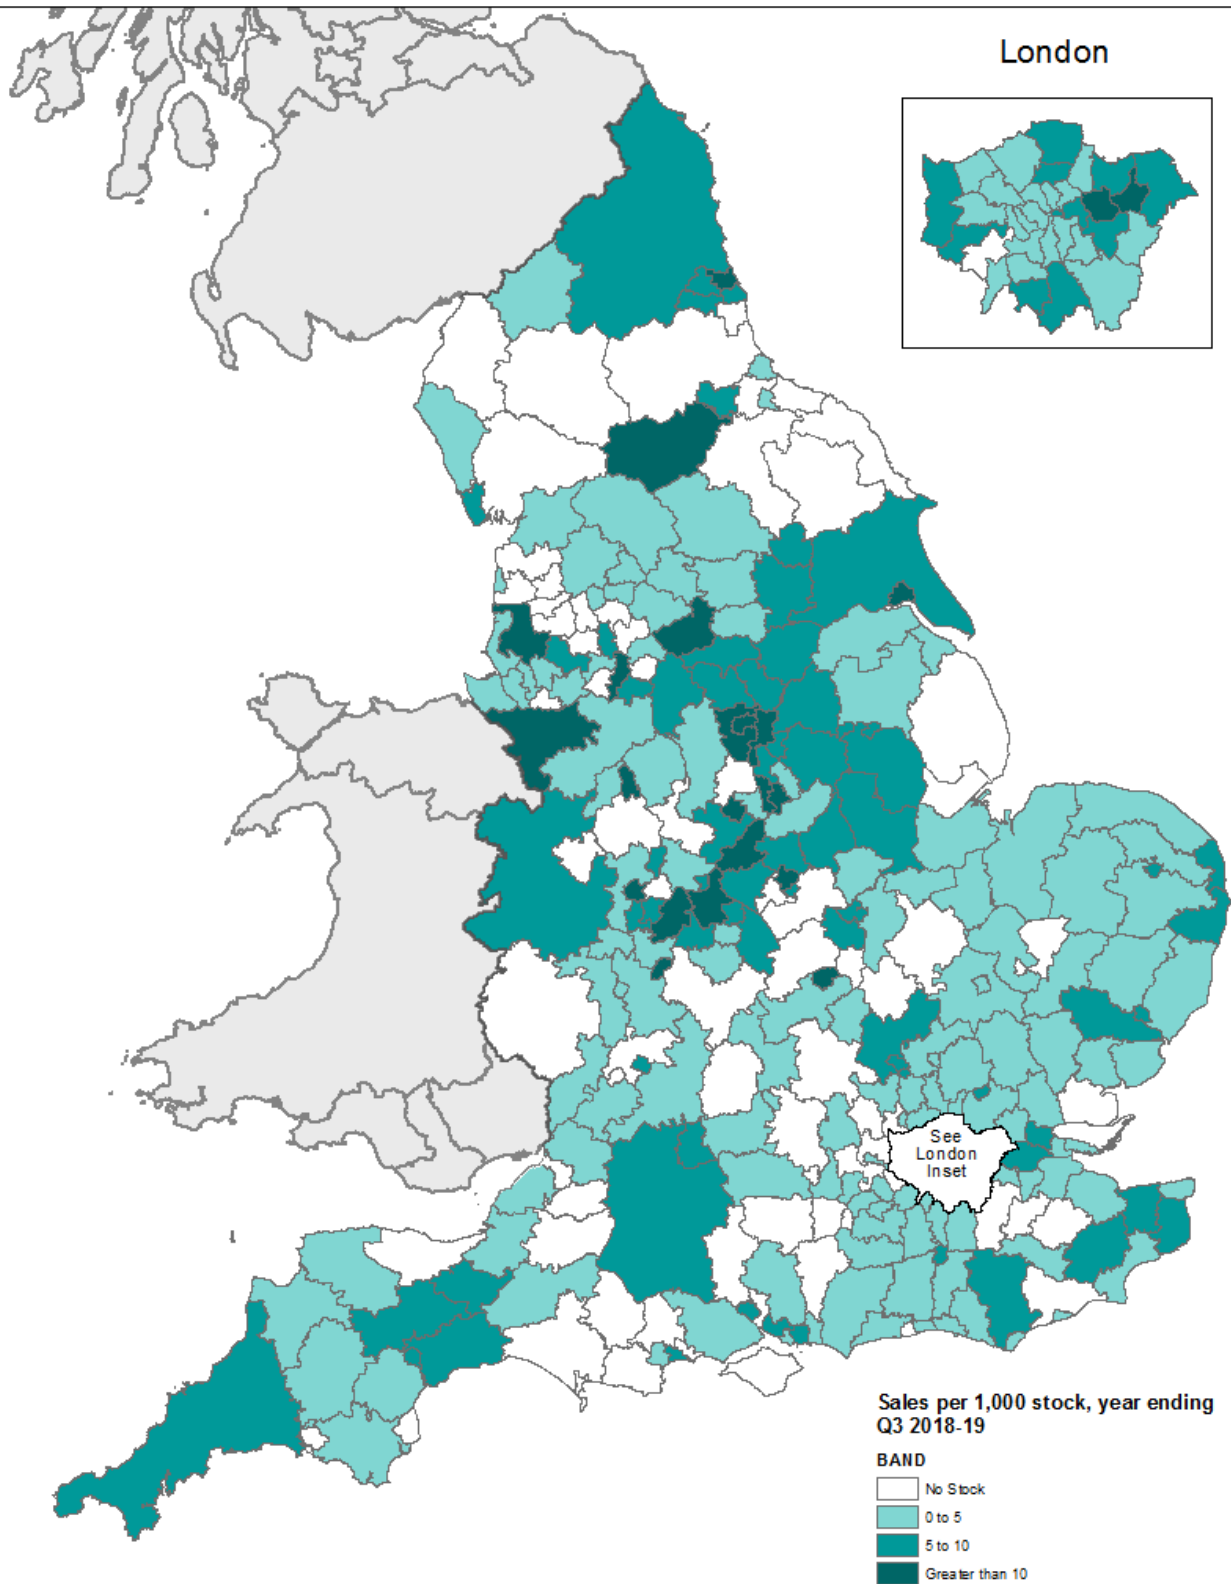 London
See
London
Inset
Sales per 1,000 stock, year ending
Q3 2018-19
BAND
No Stock
0 to 5
5 to 10
Greater than 10